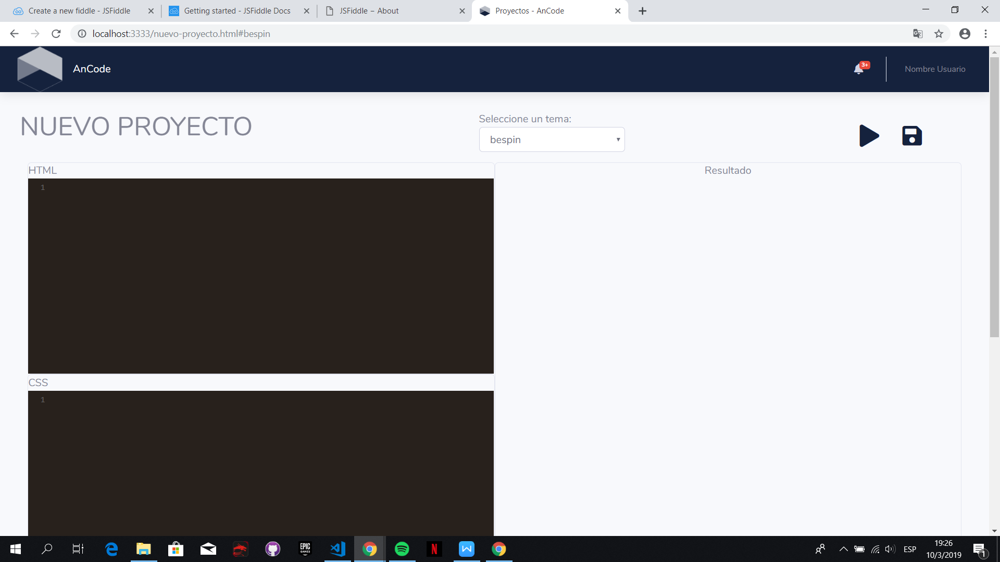 Create a new fiddle - JSFiddle
Getting started - JSFiddle Docs
JSFiddle – About
Proyectos - AnCode
localhost:3333/nuevo-proyecto.html#bespin
AnCode
3+
Nombre Usuario
NUEVO PROYECTO
Seleccione un tema:
bespin
HTML
Resultado
1
CSS
1
EPIC
GAMES
N
W
ESP
19:26
10/3/2019
1